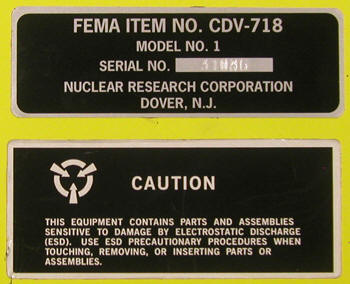 FEMA ITEM NO. CDV-718
MODEL NO. 1
SERIAL NO.
NUCLEAR RESEARCH CORPORATION
DOVER, N.J.
CAUTION
THIS EQUIPMENT CONTAINS PARTS AND ASSEMBLIES
SENSITIVE TO DAMAGE BY ELECTROSTATIC DISCHARGE
(ESD). USE ESD PRECAUTIONARY PROCEDURES WHEN
TOUCHING, REMOVING, OR INSERTING PARTS OR
ASSEMBLIES.